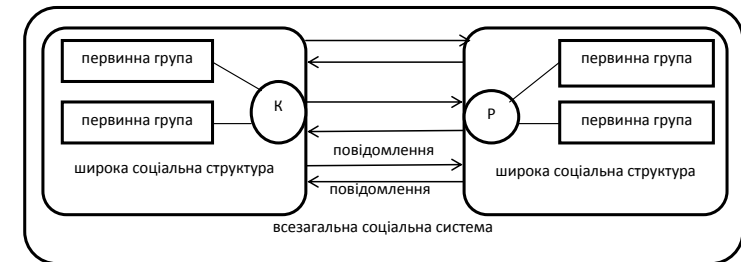 первинна група
первинна група
К
широка соціальна структура
повідомлення
повідомлення
первинна група
первинна група
Р
широка соціальна структура
всезагальна соціальна система